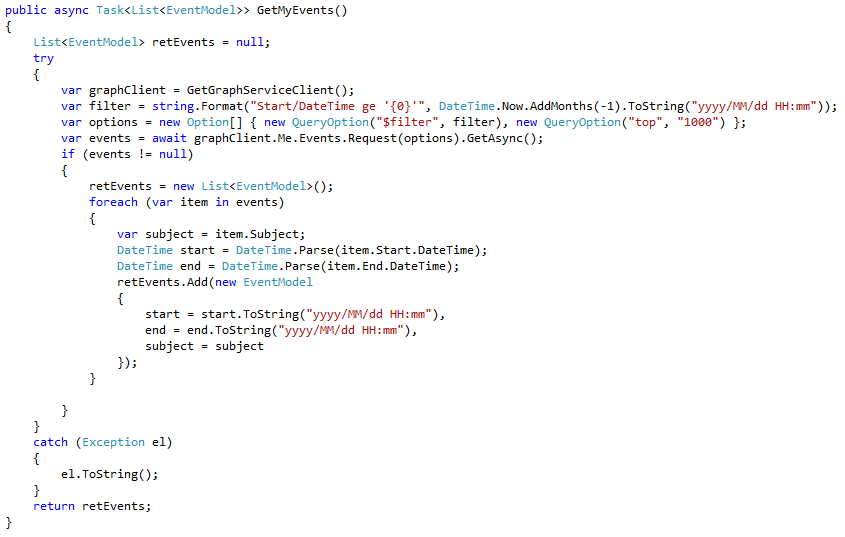 public async Task<List<EventModel>> GetMyEvents()
{
    List<EventModel> retEvents = null;
    try
    {
        var graphClient = GetGraphServiceClient();
        var filter = string.Format("Start/DateTime ge '{0}'", DateTime.Now.AddMonths(-1).ToString("yyyy/MM/dd HH:mm"));
        var options = new Option[] { new QueryOption("$filter", filter), new QueryOption("top", "1000") };
        var events = await graphClient.Me.Events.Request(options).GetAsync();
        if (events != null)
        {
            retEvents = new List<EventModel>();
            foreach (var item in events)
            {
                var subject = item.Subject;
                DateTime start = DateTime.Parse(item.Start.DateTime);
                DateTime end = DateTime.Parse(item.End.DateTime);
                retEvents.Add(new EventModel
                {
                    start = start.ToString("yyyy/MM/dd HH:mm"),
                    end = end.ToString("yyyy/MM/dd HH:mm"),
                    subject = subject
                });
            }

        }
    }
    catch (Exception el)
    {
        el.ToString();
    }
    return retEvents;
}